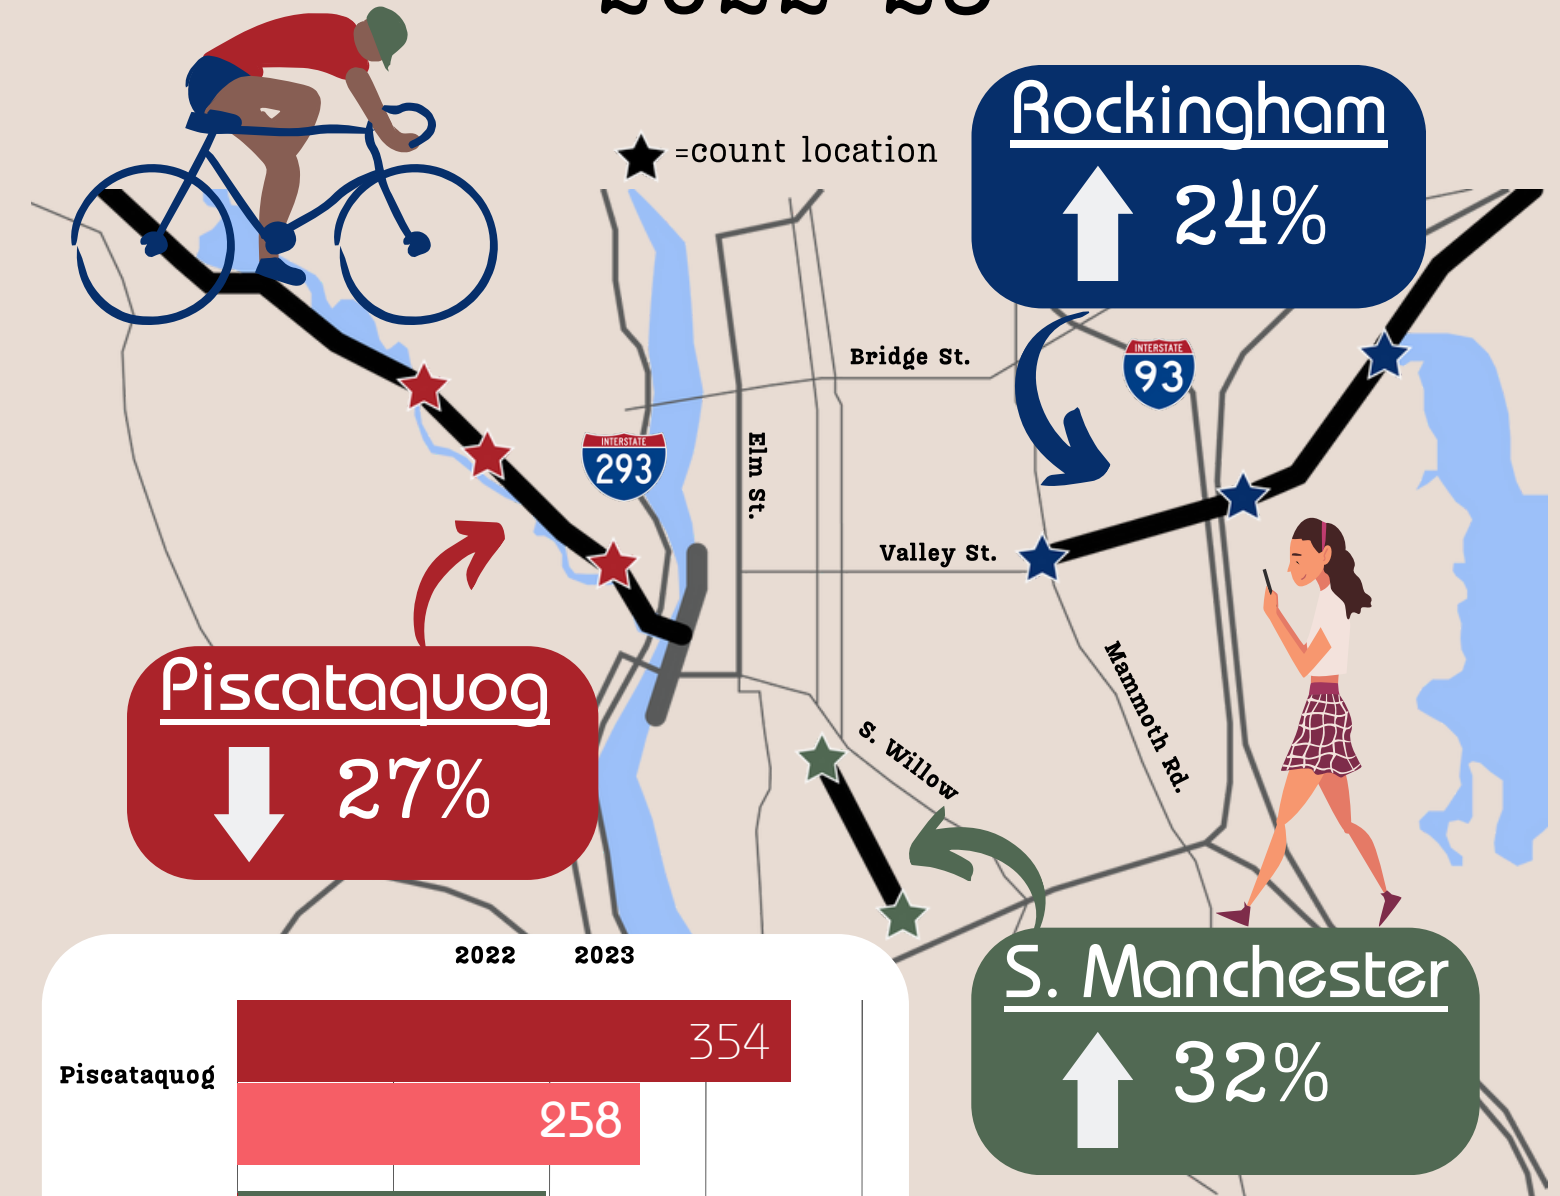 =count location
Rockingham
24%
Bridge St.
INTERSTATE
93
INTERSTATE
293
Elm St.
Valley St.
Mammoth Rd.
Piscataquog
27%
S. Willow
S. Manchester
32%
2022 2023
Piscataquog
354
258